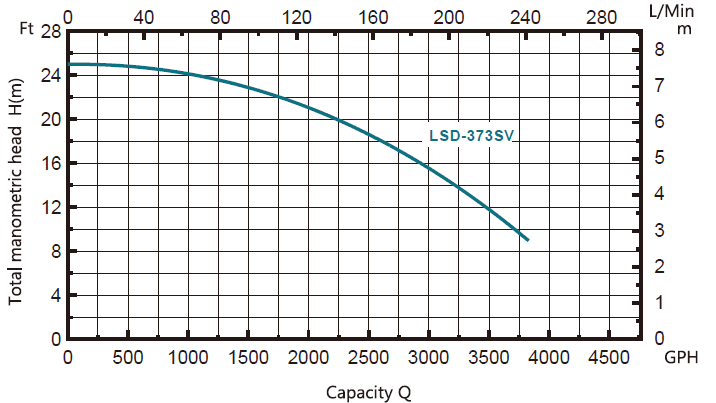 0 40 80 120 160 200 240 280 L/Min
Ft 28 m
8
24
7
20
6
LSD-373SV
16
5
12
4
8
3
4
2
1
0
0
0 500 1000 1500 2000 2500 3000 3500 4000 4500 GPH
Total manometric head H(m)
Capacity Q